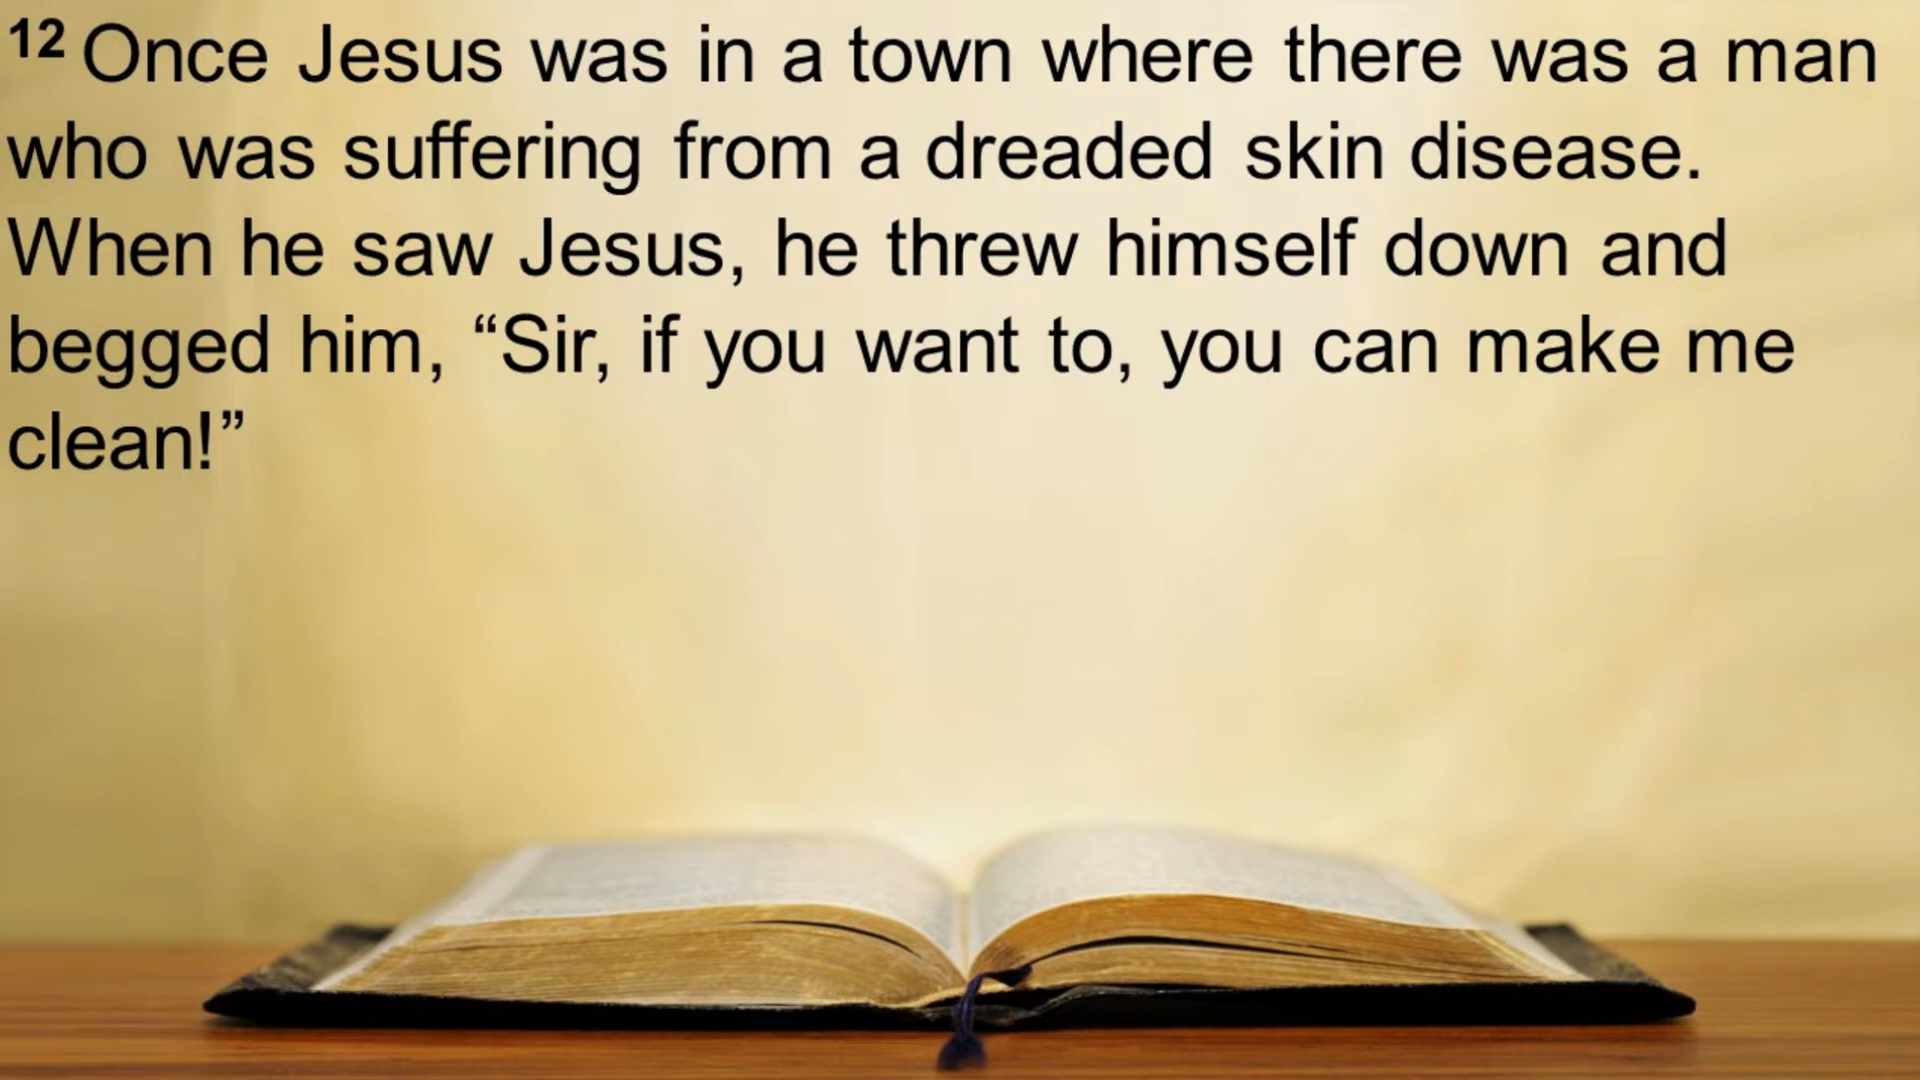 12 Once Jesus was in a town where there was a man
who was suffering from a dreaded skin disease.
When he saw Jesus, he threw himself down and
begged him, “Sir, if you want to, you can make me
clean!”